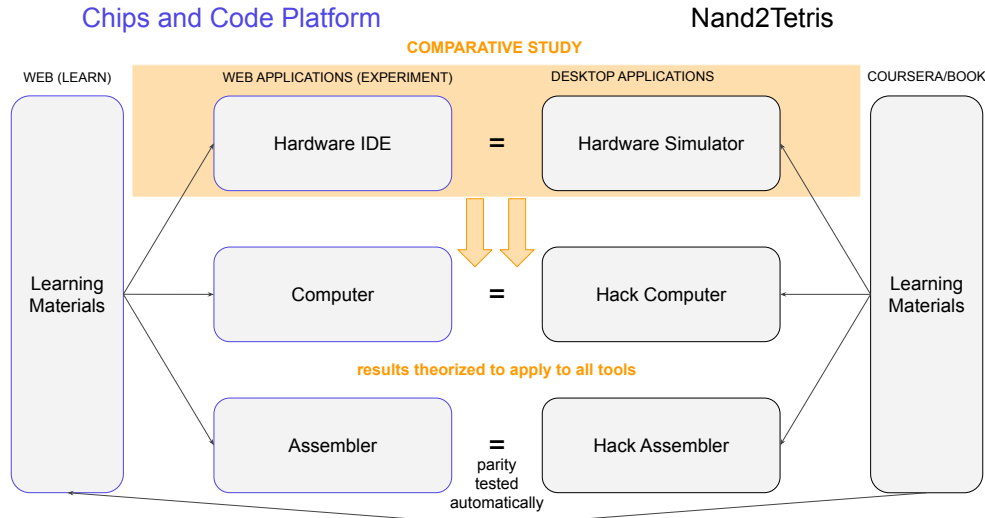 Chips and Code Platform
Nand2Tetris
COMPARATIVE STUDY
WEB (LEARN)
WEB APPLICATIONS (EXPERIMENT)
DESKTOP APPLICATIONS
COURSERA/BOOK
Hardware IDE
=
Hardware Simulator
Learning
Materials
Computer
=
Hack Computer
Learning
Materials
results theorized to apply to all tools
Assembler
=
Hack Assembler
parity
tested
automatically